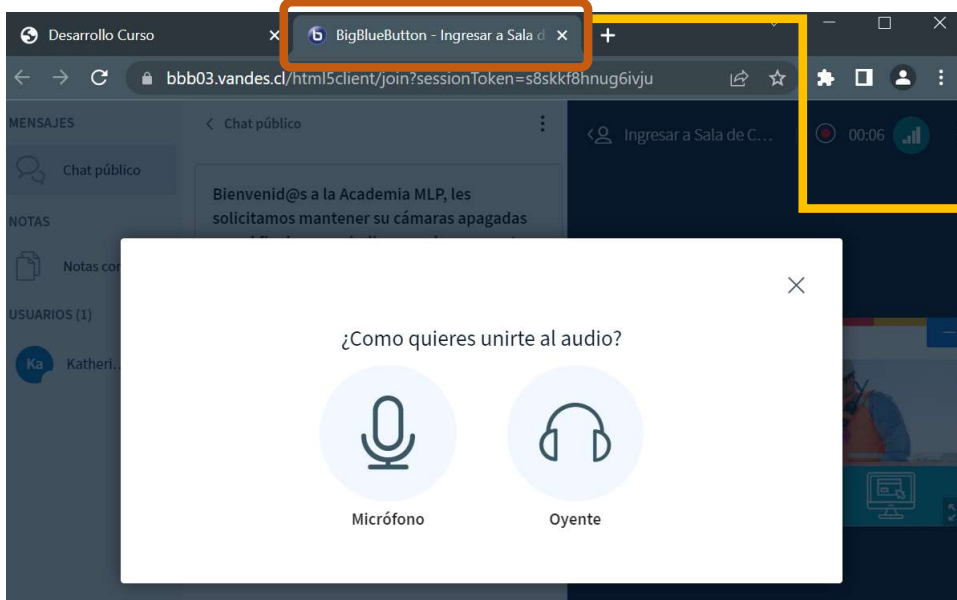 Desarrollo Curso
BigBlueButton - Ingresar a Sala d
bbb03.vandes.cl/html5client/join?sessionToken=s8skkf8hnug6ivju
MENSAJES
Chat público
NOTAS
Notas co
USUARIOS (1)
Ka
Katheri..
Chat público
Bienvenid@s a la Academia MLP, les
solicitamos mantener su cámaras apagadas
Ingresar a Sala de C...
00:06
¿Como quieres unirte al audio?
Micrófono
Oyente